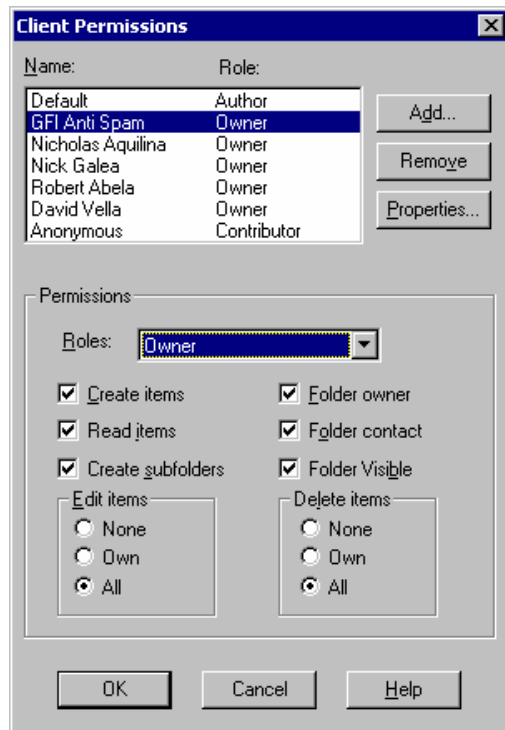 Client Permissions
Name: Role:
Default Author
GFI Anti Spam Owner
Nicholas Aquilina Owner
Nick Galea Owner
Robert Abela Owner
David Vella Owner
Anonymous Contributor
Add...
Remove
Properties...
Permissions
Roles: Owner
Create items Folder owner
Read items Folder contact
Create subfolders Folder Visible
Edit items Delete items
None None
Own Own
All All
OK Cancel Help